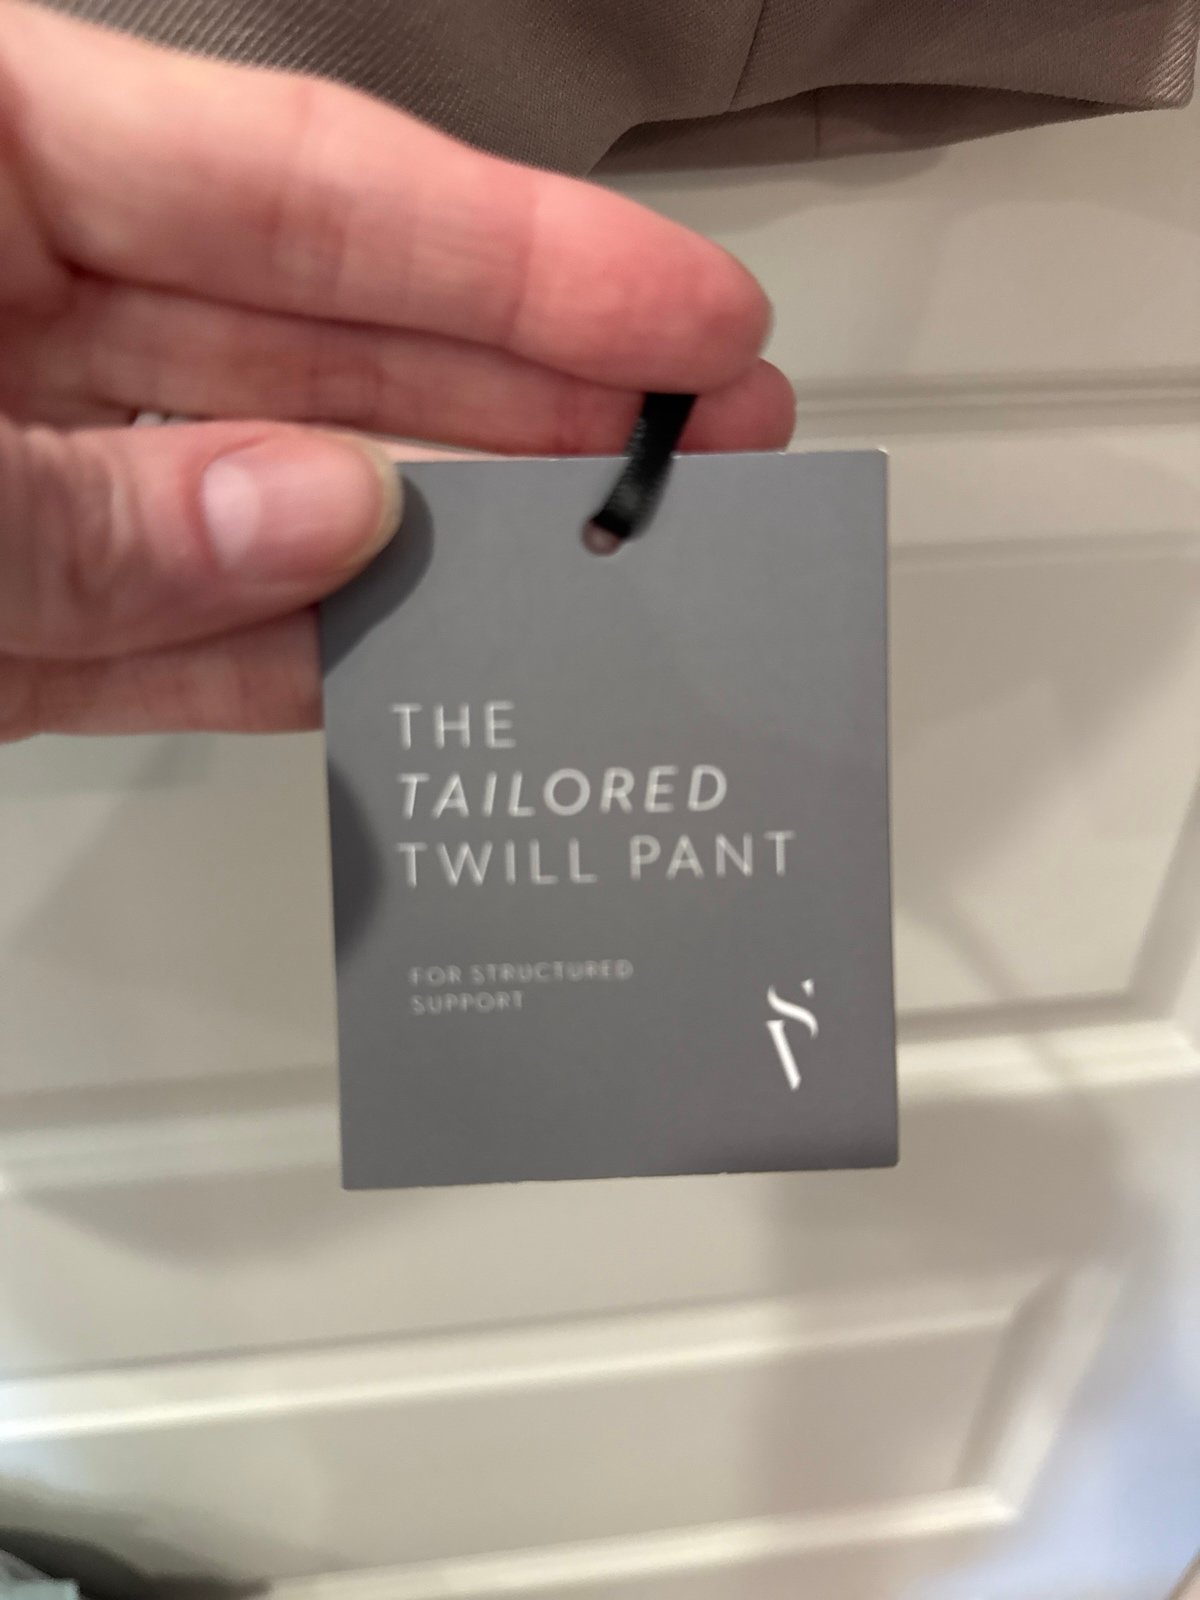 THE
TAILORED
TWILL PANT
FOR STRUCTURED
SUPPORT